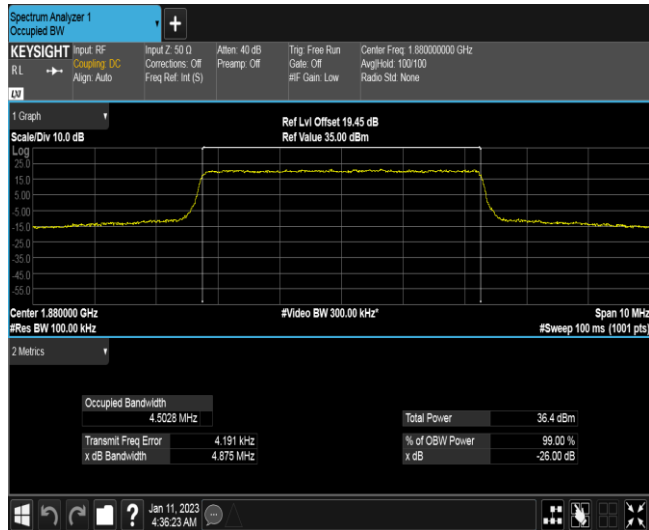 Spectrum Analyzer 1
Occupied BW
+
KEYSIGHT
RL
LXI
Input: RF
Coupling: DC
Align: Auto
Input Z: 50 Ω
Corrections: Off
Freq Ref: Int (S)
Atten: 40 dB
Preamp: Off
Trig: Free Run
Gate: Off
#IF Gain: Low
Center Freq: 1.880000000 GHz
Avg|Hold: 100/100
Radio Std: None
1 Graph
Scale/Div 10.0 dB
Ref Lvl Offset 19.45 dB
Ref Value 35.00 dBm
Log
25.0
15.0
5.00
-5.00
-15.0
-25.0
-35.0
-45.0
-55.0
Center 1.880000 GHz
#Res BW 100.00 kHz
#Video BW 300.00 kHz*
Span 10 MHz
#Sweep 100 ms (1001 pts)
2 Metrics
Occupied Bandwidth
4.5028 MHz
Transmit Freq Error 4.191 kHz
x dB Bandwidth 4.875 MHz
Total Power 36.4 dBm
% of OBW Power 99.00 %
x dB -26.00 dB
?
Jan 11, 2023
4:36:23 AM